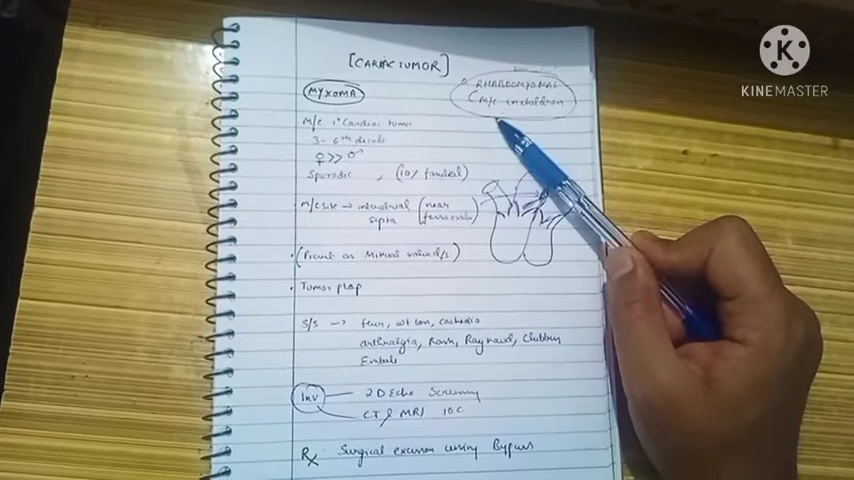 [CARDIAC TUMOR]
RHABDOMYOMAS
(M/C in children
MYXOMA
M/C 1° Cardiac tumor
3 - 6th decade
♀ >> ♂
Sporadic , (10% familial)
M/C site → interatrial (near
septa fossa ovalis)
• (Present as Mitral valve d/s)
• Tumor plop
S/S → fever, wt loss, cachexia
arthralgia, Rash, Raynaud, Clubbing
Emboli
Inv
2D Echo Screening
CT & MRI IOC
Rx Surgical excision using Bypass
KINEMASTER